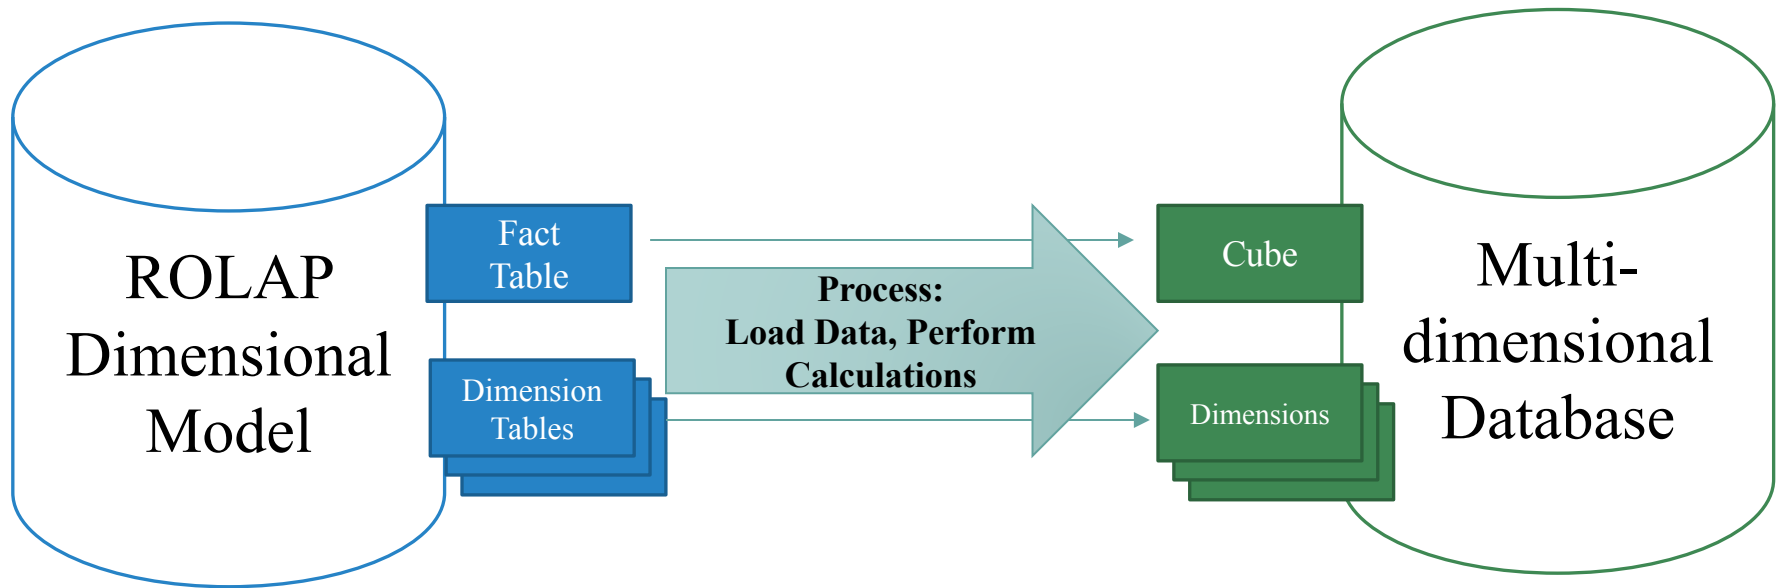 ROLAP
Dimensional
Model
Fact
Table
Dimension
Tables
Process:
Load Data, Perform
Calculations
Cube
Dimensions
Multi-
dimensional
Database